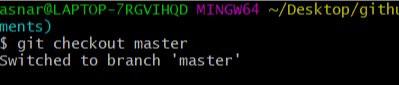 asnar@LAPTOP-7RGVIHQD MINGW64 ~/Desktop/githu
ments)
$ git checkout master
Switched to branch 'master'